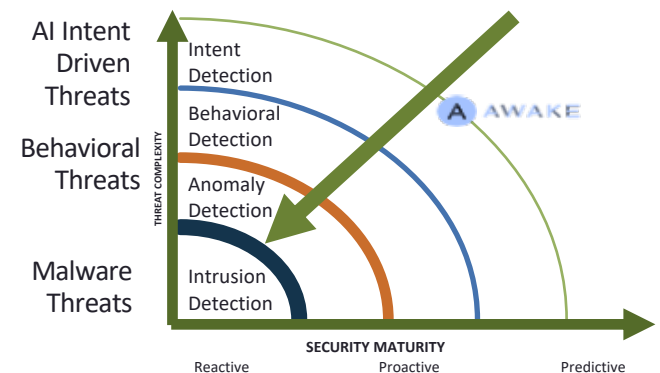 AI Intent
Driven
Threats
Behavioral
Threats
Malware
Threats
THREAT COMPLEXITY
Intent
Detection
Behavioral
Detection
Anomaly
Detection
Intrusion
Detection
A AWAKE
SECURITY MATURITY
Reactive
Proactive
Predictive